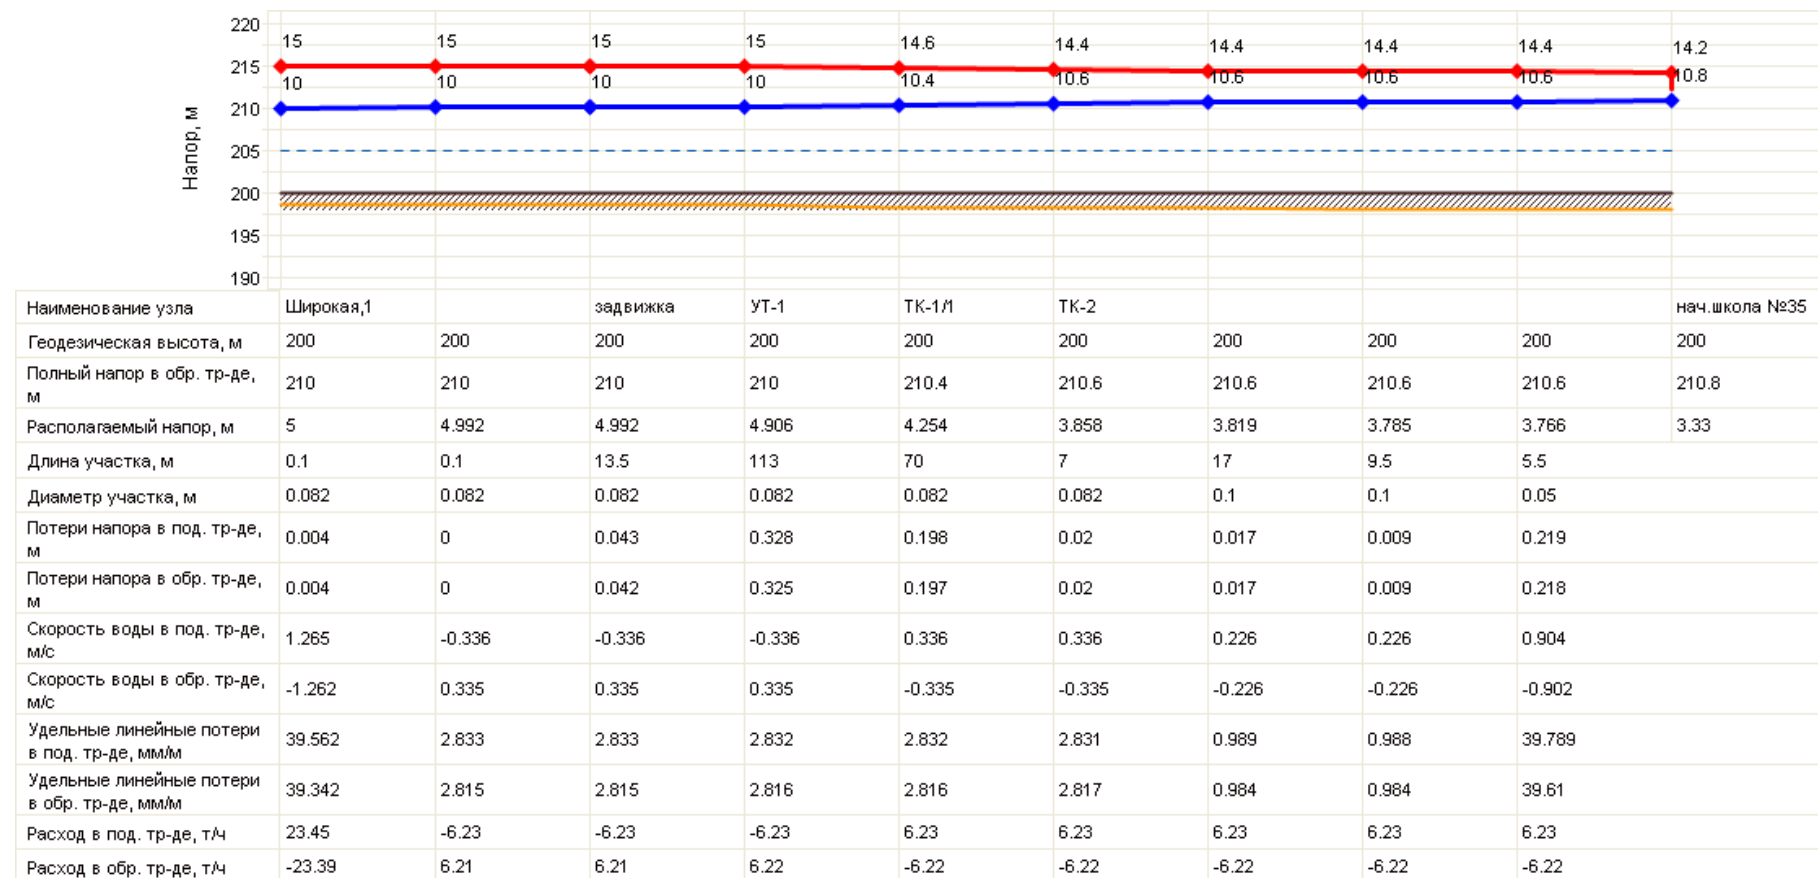 220
15 15 15 15 14.6 14.4 14.4 14.4 14.4 14.2
215
10 10 10 10 10.4 10.6 10.6 10.6 10.6 10.8
210
205
200
195
190
Напор, м
Наименование узла Широкая,1 задвижка УТ-1 ТК-1/1 ТК-2 нач.школа №35
Геодезическая высота, м 200 200 200 200 200 200 200 200 200 200
Полный напор в обр. тр-де,
м
210 210 210 210 210.4 210.6 210.6 210.6 210.6 210.8
Располагаемый напор, м 5 4.992 4.992 4.906 4.254 3.858 3.819 3.785 3.766 3.33
Длина участка, м 0.1 0.1 13.5 113 70 7 17 9.5 5.5
Диаметр участка, м 0.082 0.082 0.082 0.082 0.082 0.082 0.1 0.1 0.05
Потери напора в под. тр-де,
м
0.004 0 0.043 0.328 0.198 0.02 0.017 0.009 0.219
Потери напора в обр. тр-де,
м
0.004 0 0.042 0.325 0.197 0.02 0.017 0.009 0.218
Скорость воды в под. тр-де,
м/с
1.265 -0.336 -0.336 -0.336 0.336 0.336 0.226 0.226 0.904
Скорость воды в обр. тр-де,
м/с
-1.262 0.335 0.335 0.335 -0.335 -0.335 -0.226 -0.226 -0.902
Удельные линейные потери
в под. тр-де, мм/м
39.562 2.833 2.833 2.832 2.832 2.831 0.989 0.988 39.789
Удельные линейные потери
в обр. тр-де, мм/м
39.342 2.815 2.815 2.816 2.816 2.817 0.984 0.984 39.61
Расход в под. тр-де, т/ч 23.45 -6.23 -6.23 -6.23 6.23 6.23 6.23 6.23 6.23
Расход в обр. тр-де, т/ч -23.39 6.21 6.21 6.22 -6.22 -6.22 -6.22 -6.22 -6.22